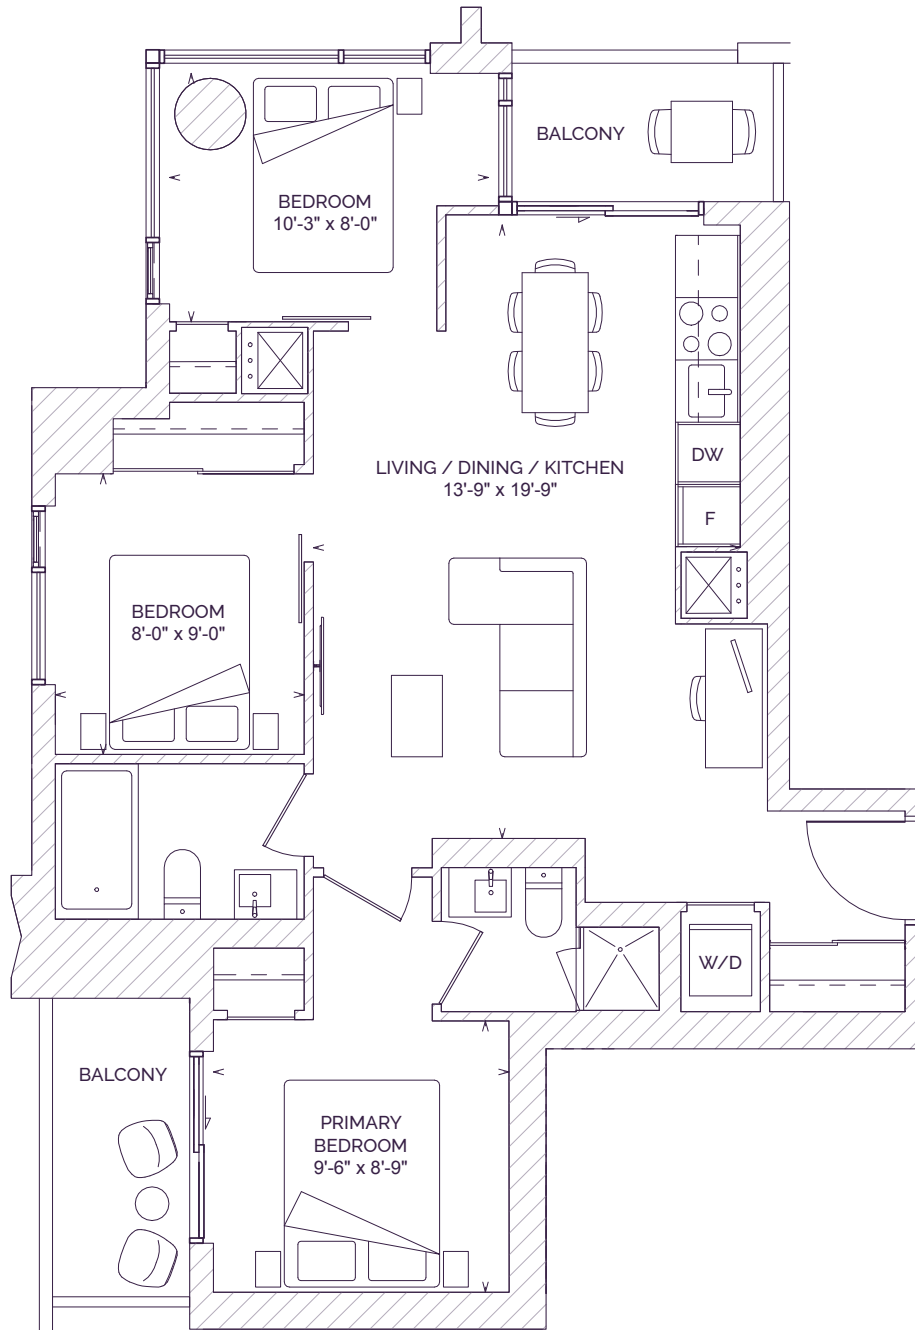 BALCONY
BEDROOM
10'-3" x 8'-0"
LIVING / DINING / KITCHEN
13'-9" x 19'-9"
DW
F
BEDROOM
8'-0" x 9'-0"
W/D
BALCONY
PRIMARY
BEDROOM
9'-6" x 8'-9"